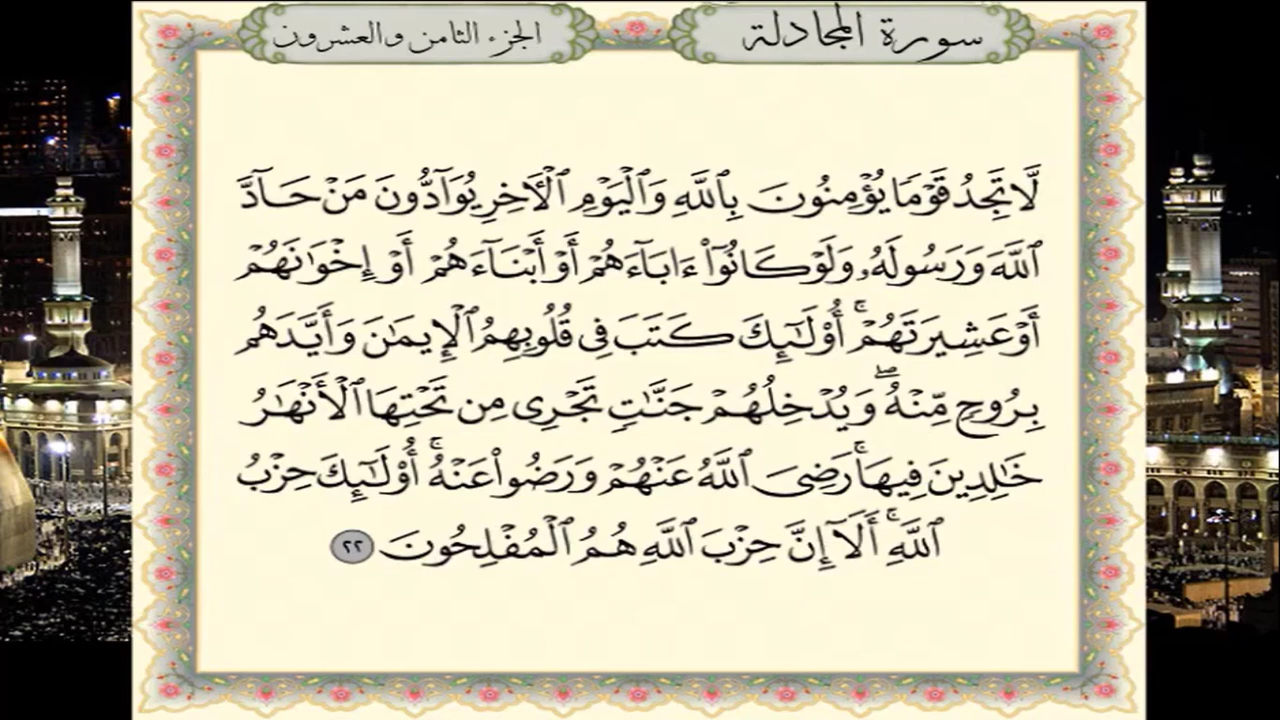 سورة المجادلة
الجزء الثامن والعشرون
لَّا تَجِدُ قَوْمًا يُؤْمِنُونَ بِٱللَّهِ وَٱلْيَوْمِ ٱلْأَخِرِ يُوَآدُّونَ مَنْ حَآدَّ
ٱللَّهَ وَرَسُولَهُۥ وَلَوْ كَانُوٓا۟ ءَابَآءَهُمْ أَوْ أَبْنَآءَهُمْ أَوْ إِخْوَٰنَهُمْ
أَوْ عَشِيرَتَهُمْ ۚ أُو۟لَٰٓئِكَ كَتَبَ فِى قُلُوبِهِمُ ٱلْإِيمَٰنَ وَأَيَّدَهُم
بِرُوحٍ مِّنْهُ ۖ وَيُدْخِلُهُمْ جَنَّٰتٍ تَجْرِى مِن تَحْتِهَا ٱلْأَنْهَٰرُ
خَٰلِدِينَ فِيهَا ۚ رَضِىَ ٱللَّهُ عَنْهُمْ وَرَضُوا۟ عَنْهُ ۚ أُو۟لَٰٓئِكَ حِزْبُ
ٱللَّهِ ۚ أَلَآ إِنَّ حِزْبَ ٱللَّهِ هُمُ ٱلْمُفْلِحُونَ ٢٢